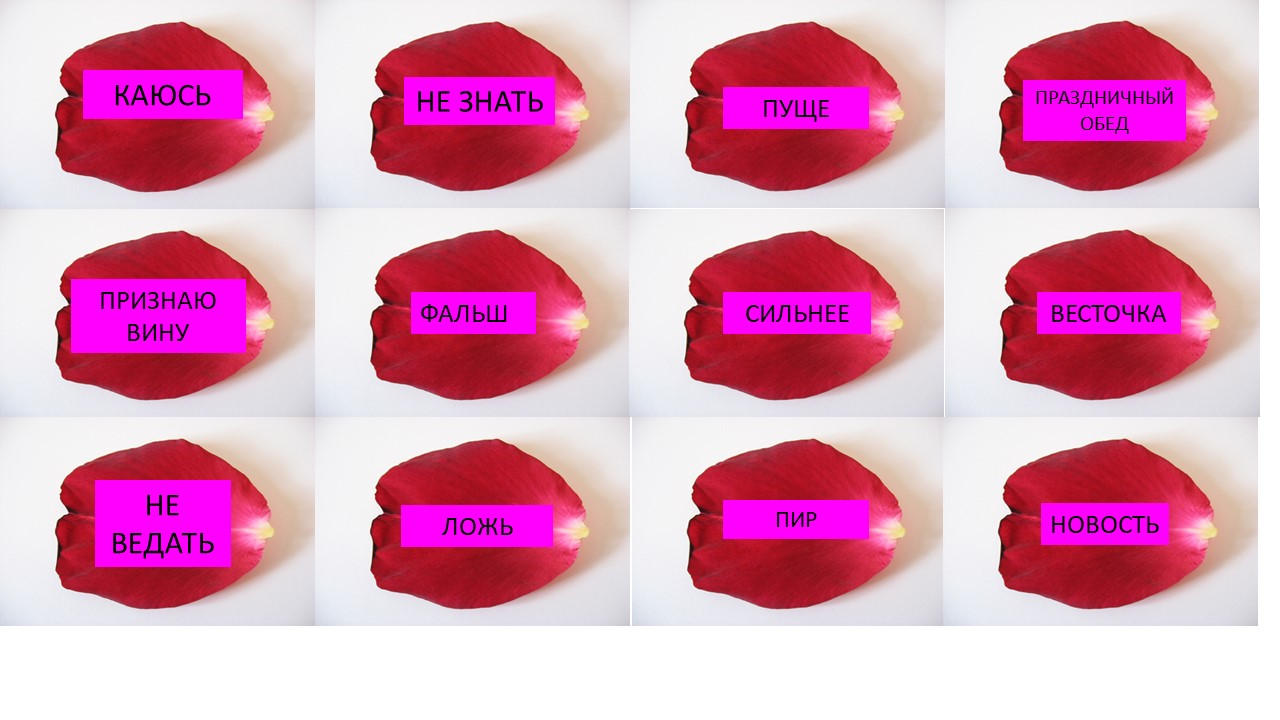 КАЮСЬ
НЕ ЗНАТЬ
ПУЩЕ
ПРАЗДНИЧНЫЙ
ОБЕД
ПРИЗНАЮ
ВИНУ
ФАЛЬШ
СИЛЬНЕЕ
ВЕСТОЧКА
НЕ
ВЕДАТЬ
ЛОЖЬ
ПИР
НОВОСТЬ